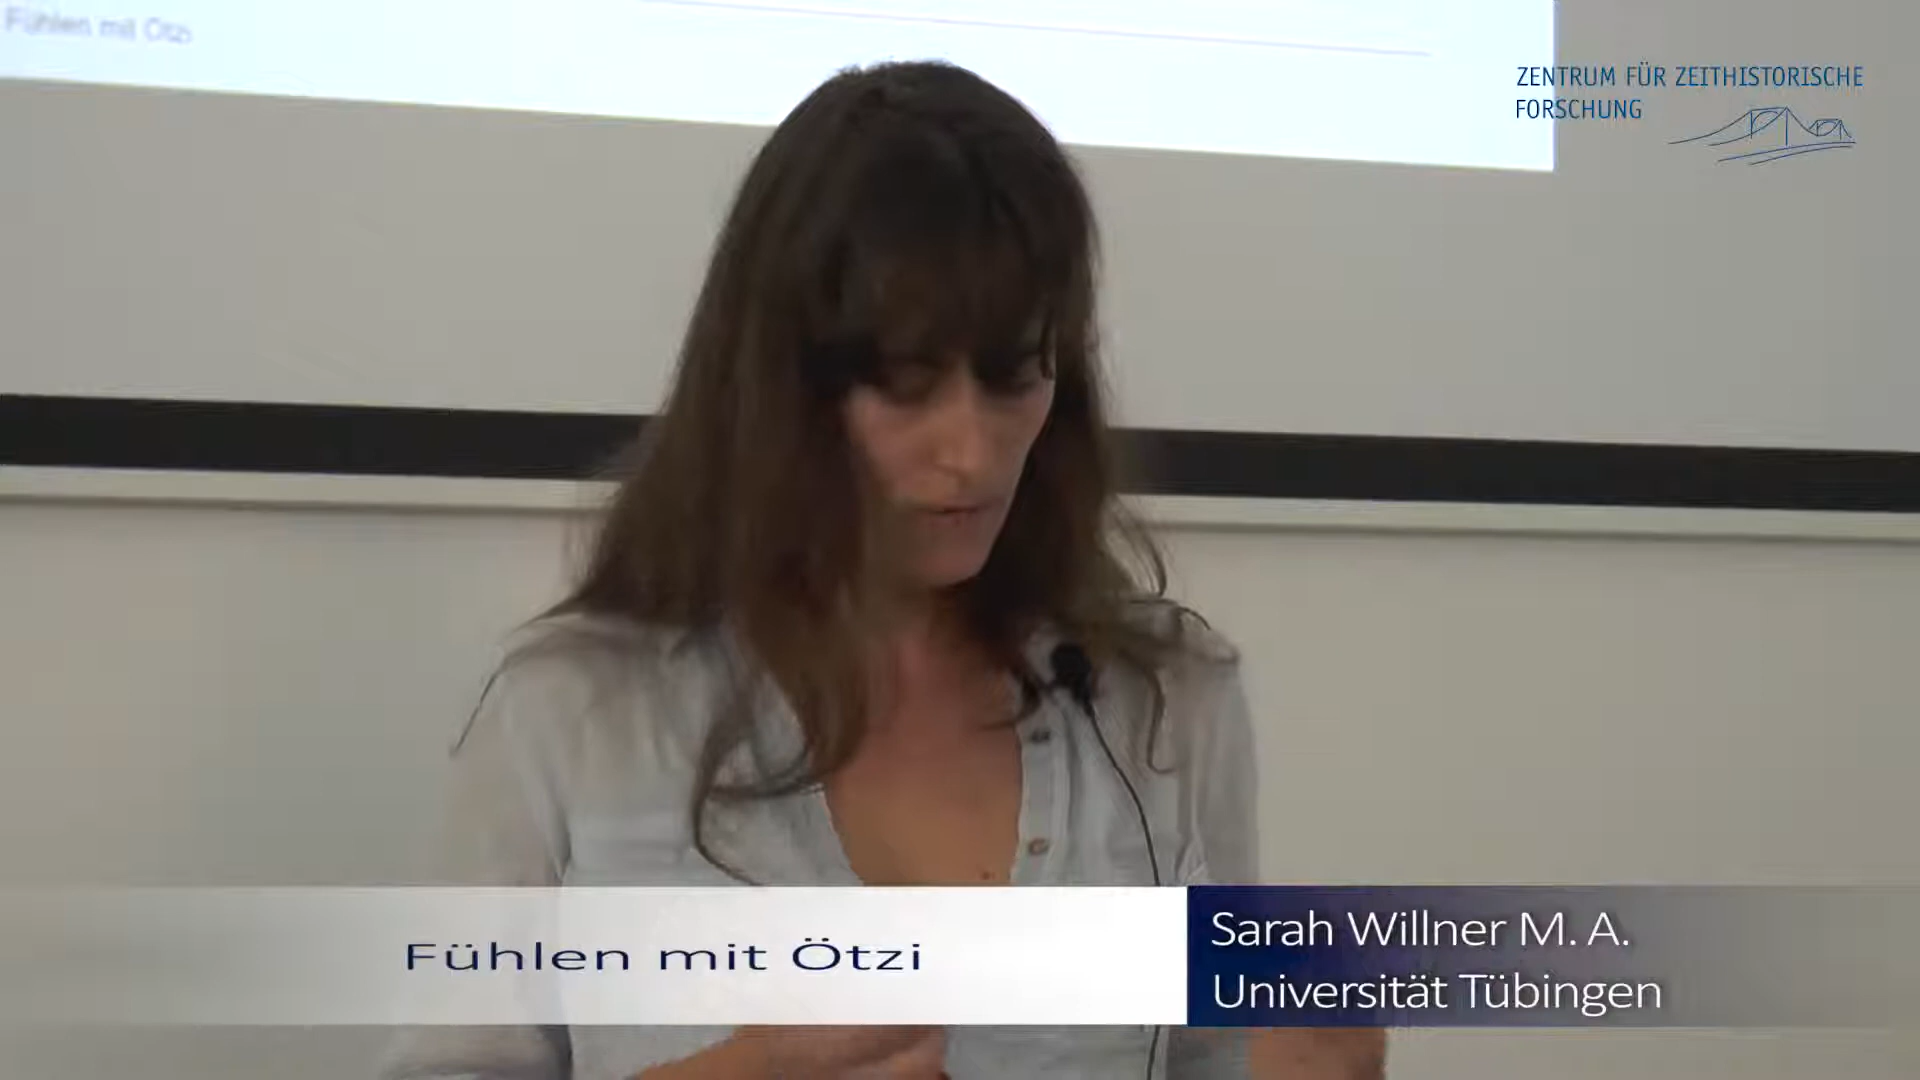 Fühlen mit Ötzi
ZENTRUM FÜR ZEITHISTORISCHE
FORSCHUNG
Fühlen mit Ötzi
Sarah Willner M. A.
Universität Tübingen